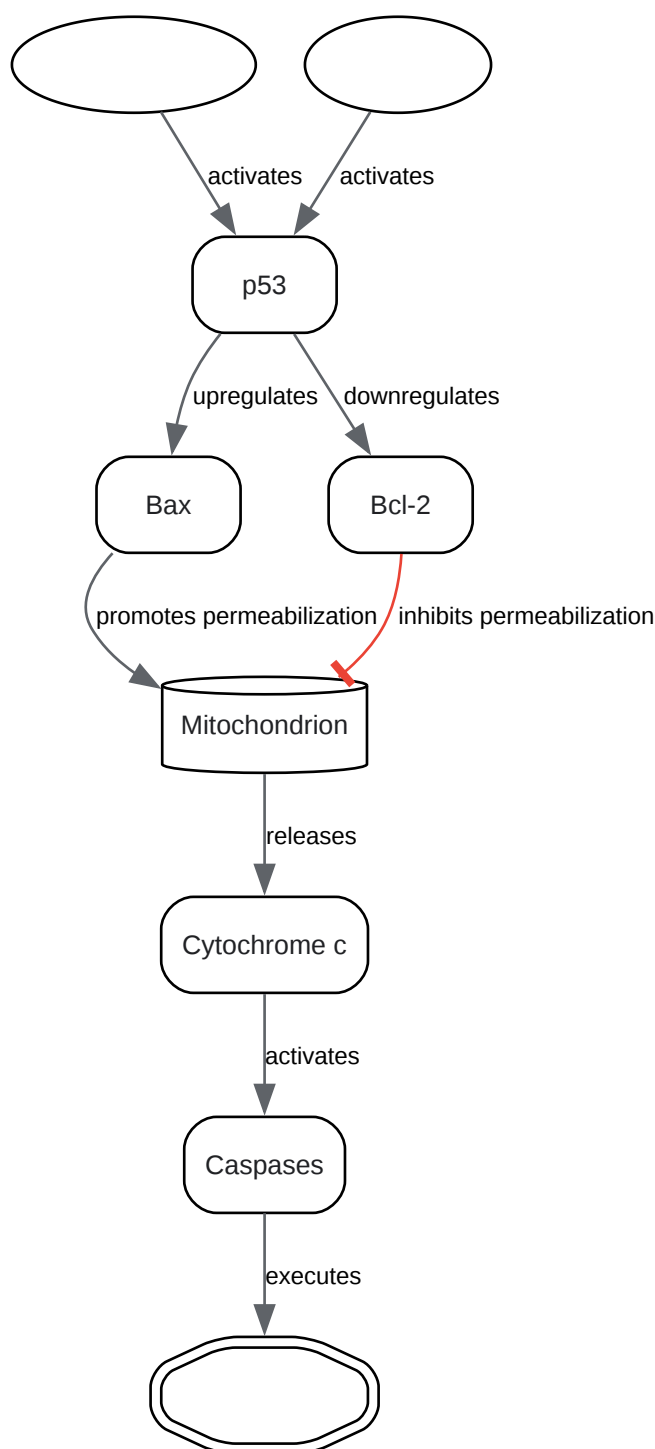 activates
activates
p53
upregulates
downregulates
Bax
Bcl-2
promotes permeabilization
inhibits permeabilization
Mitochondrion
releases
Cytochrome c
activates
Caspases
executes